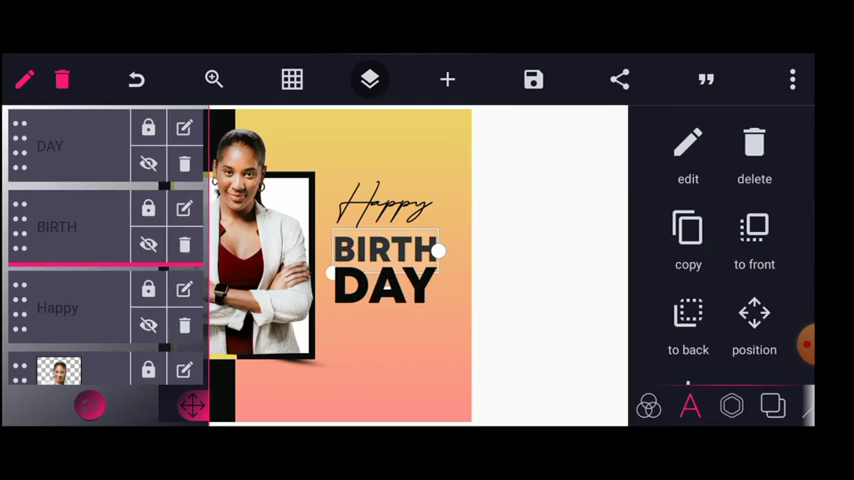 DAY
BIRTH
Happy
Happy
BIRTH
DAY
edit
delete
copy
to front
to back
position